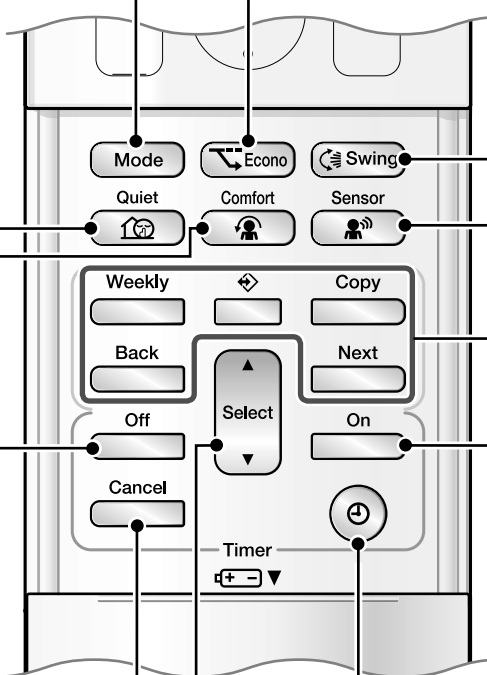 Mode Econo Swing
Quiet Comfort Sensor
Weekly Copy
Back Next
Select
Off On
Cancel
Timer
+ -